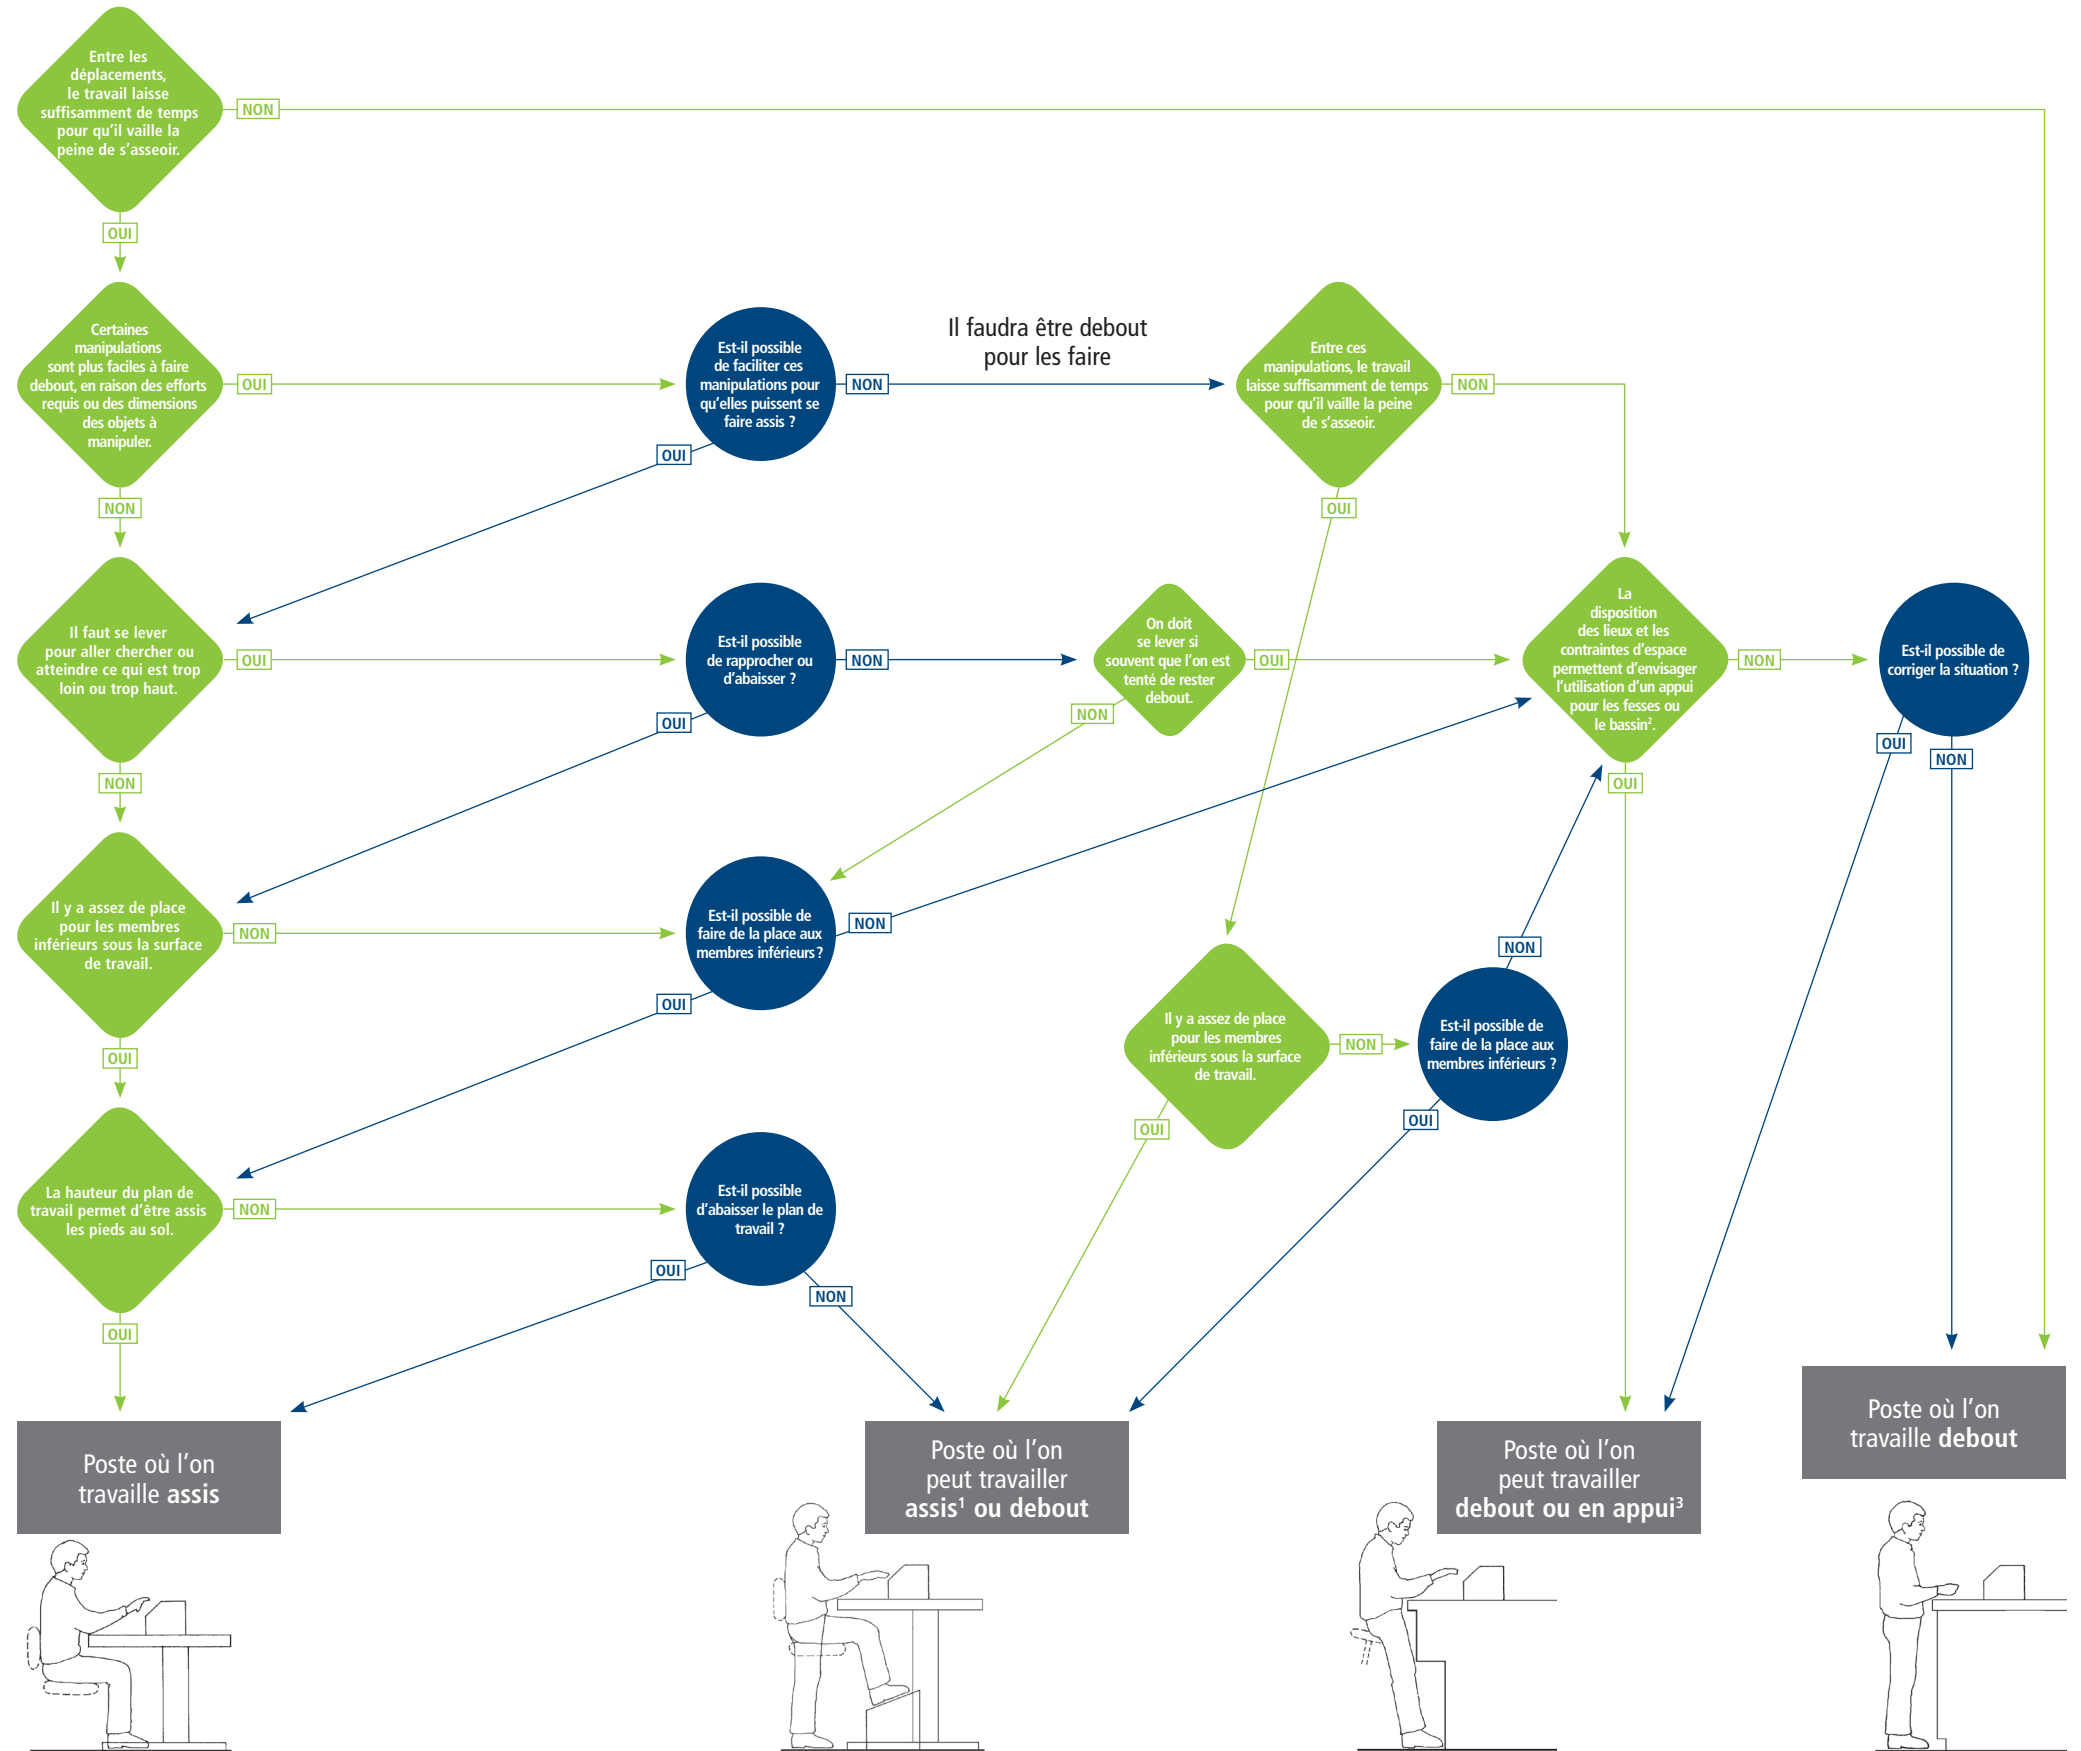 Entre les
déplacements,
le travail laisse
suffisamment de temps
pour qu'il vaille la
peine de s'asseoir.
NON
OUI
Certaines
manipulations
sont plus faciles à faire
debout, en raison des efforts
requis ou des dimensions
des objets à
manipuler.
OUI
NON
Est-il possible
de faciliter ces
manipulations pour
qu'elles puissent se
faire assis ?
NON
OUI
Il faudra être debout
pour les faire
Entre ces
manipulations, le travail
laisse suffisamment de temps
pour qu'il vaille la peine
de s'asseoir.
NON
OUI
Il faut se lever
pour aller chercher ou
atteindre ce qui est trop
loin ou trop haut.
OUI
NON
Est-il possible
de rapprocher ou
d'abaisser ?
NON
OUI
On doit
se lever si
souvent que l'on est
tenté de rester
debout.
OUI
NON
La
disposition
des lieux et les
contraintes d'espace
permettent d'envisager
l'utilisation d'un appui
pour les fesses ou
le bassin².
NON
OUI
Est-il possible de
corriger la situation ?
OUI
NON
Il y a assez de place
pour les membres
inférieurs sous la surface
de travail.
NON
OUI
Est-il possible de
faire de la place aux
membres inférieurs ?
NON
OUI
Il y a assez de place
pour les membres
inférieurs sous la surface
de travail.
NON
OUI
Est-il possible de
faire de la place aux
membres inférieurs ?
NON
OUI
La hauteur du plan de
travail permet d'être assis
les pieds au sol.
NON
OUI
Est-il possible
d'abaisser le plan de
travail ?
OUI
NON
Poste où l'on
travaille assis
Poste où l'on
peut travailler
assis¹ ou debout
Poste où l'on
peut travailler
debout ou en appui³
Poste où l'on
travaille debout